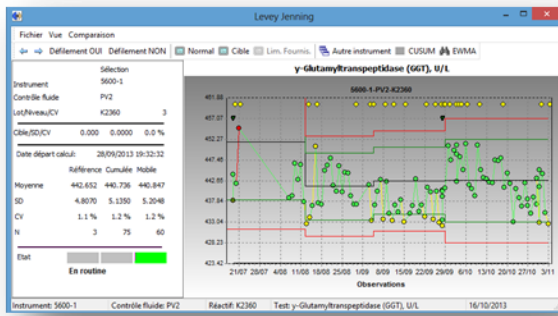 Levey Jenning
Fichier Vue Comparaison
Défilement OUI Défilement NON Normal Cible Lim. Fournis. Autre instrument CUSUM EWMA
Sélection
Instrument 5600-1
Contrôle fluide PV2
Lot/Niveau/CV K2360 3
Cible/SD/CV 0.000 0.0000 0.0 %
Date départ calcul: 28/09/2013 19:32:32
Référence Cumulée Mobile
Moyenne 442.652 440.736 440.847
SD 4.8070 5.1350 5.2048
CV 1.1 % 1.2 % 1.2 %
N 3 75 60
Etat
En routine
γ-Glutamyltranspeptidase (GGT), U/L
5600-1-PV2-K2360
461.88
457.07
452.27
447.46
442.65
437.84
433.04
428.23
423.42
21/07 28/07 4/08 11/08 18/08 25/08 1/09 8/09 15/09 22/09 29/09 6/10 13/10 20/10 27/10 3/11
Observations
Instrument: 5600-1 Contrôle fluide: PV2 Réactif: K2360 Test: γ-Glutamyltranspeptidase (GGT), U/L 16/10/2013